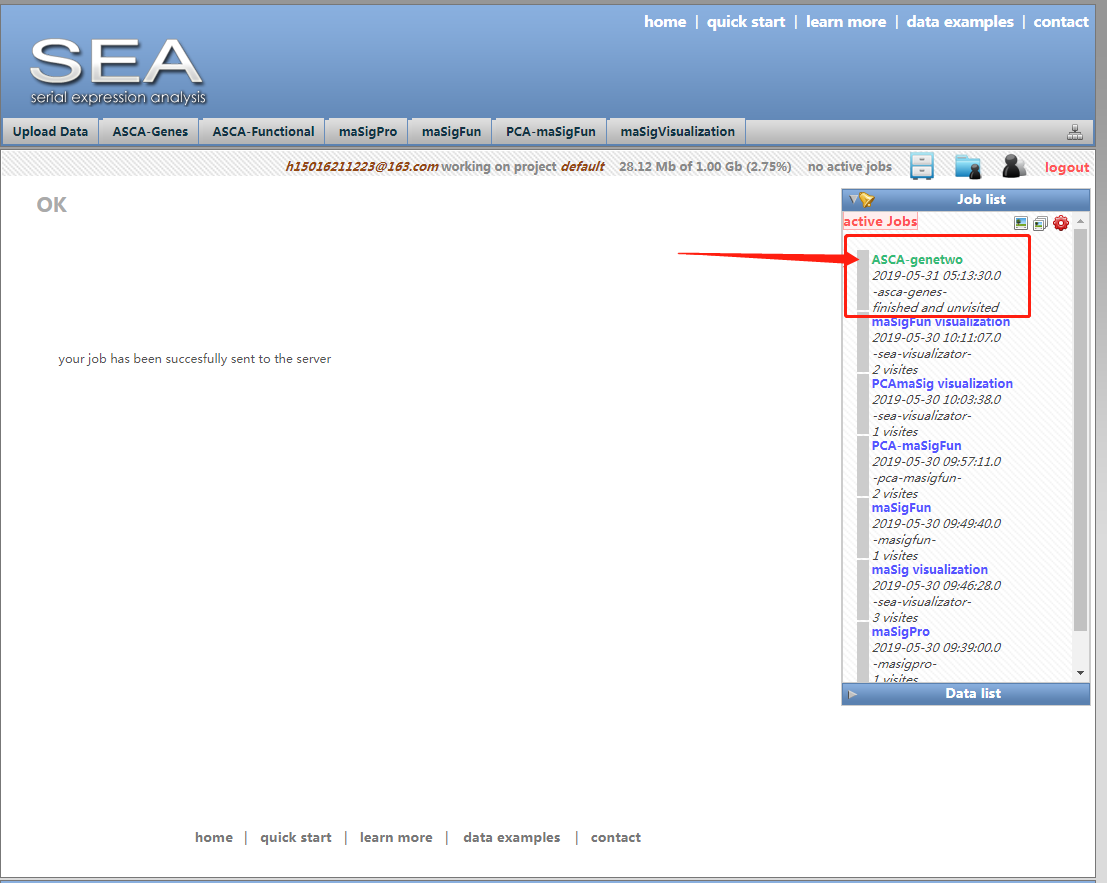 home | quick start | learn more | data examples | contact
SEA
serial expression analysis
Upload Data ASCA-Genes ASCA-Functional maSigPro maSigFun PCA-maSigFun maSigVisualization
h15016211223@163.com working on project default 28.12 Mb of 1.00 Gb (2.75%) no active jobs logout
OK
your job has been succesfully sent to the server
Job list
active Jobs
ASCA-genetwo
2019-05-31 05:13:30.0
-asca-genes-
finished and unvisited
maSigFun visualization
2019-05-30 10:11:07.0
-sea-visualizator-
2 visites
PCAmaSig visualization
2019-05-30 10:03:38.0
-sea-visualizator-
1 visites
PCA-maSigFun
2019-05-30 09:57:11.0
-pca-masigfun-
2 visites
maSigFun
2019-05-30 09:49:40.0
-masigfun-
1 visites
maSig visualization
2019-05-30 09:46:28.0
-sea-visualizator-
3 visites
maSigPro
2019-05-30 09:39:00.0
-masigpro-
1 visites
Data list
home | quick start | learn more | data examples | contact